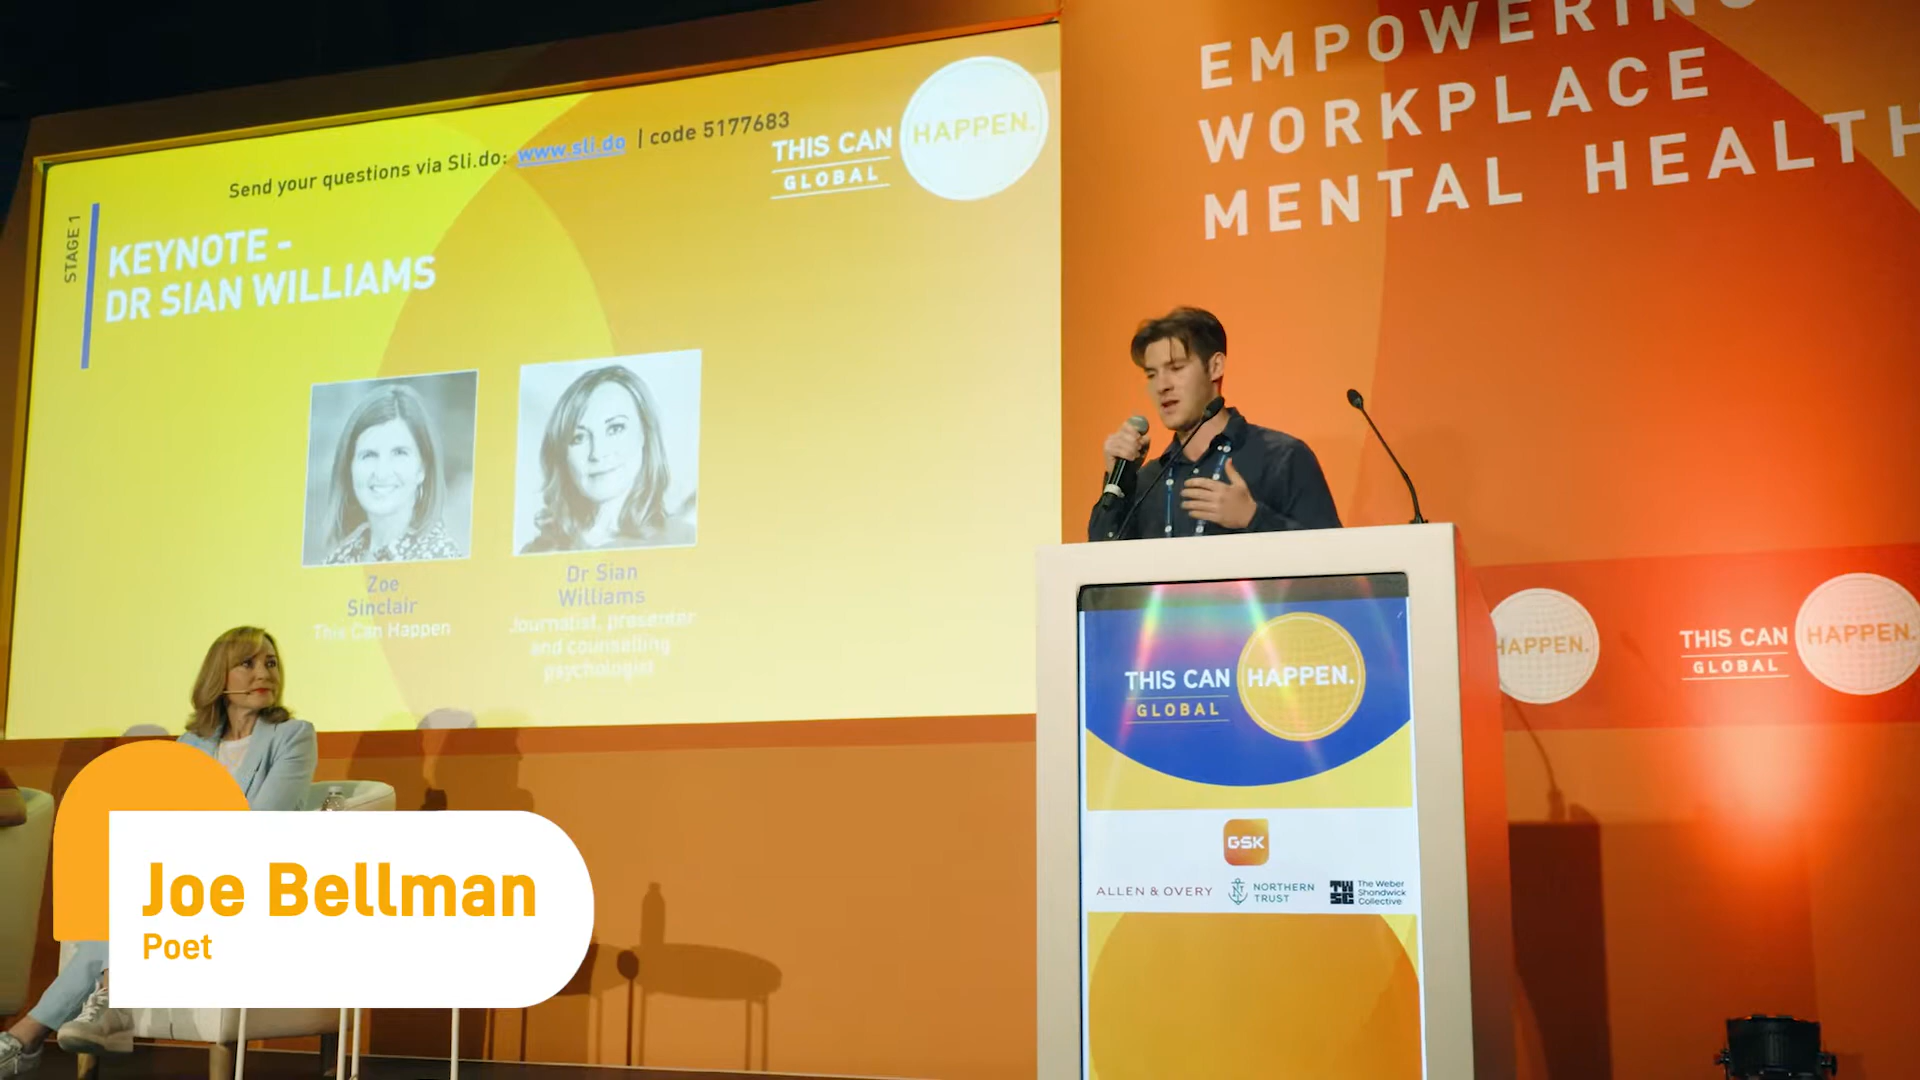 Send your questions via Sli.do: www.sli.do | code 5177683
THIS CAN HAPPEN.
GLOBAL
STAGE 1
KEYNOTE -
DR SIAN WILLIAMS
Zoe
Sinclair
This Can Happen
Dr Sian
Williams
Journalist, presenter
and counselling
psychologist
EMPOWERING
WORKPLACE
MENTAL HEALTH
HAPPEN.
THIS CAN HAPPEN.
GLOBAL
THIS CAN HAPPEN.
GLOBAL
GSK
ALLEN & OVERY
NORTHERN
TRUST
TWSC
The Weber
Shandwick
Collective
Joe Bellman
Poet